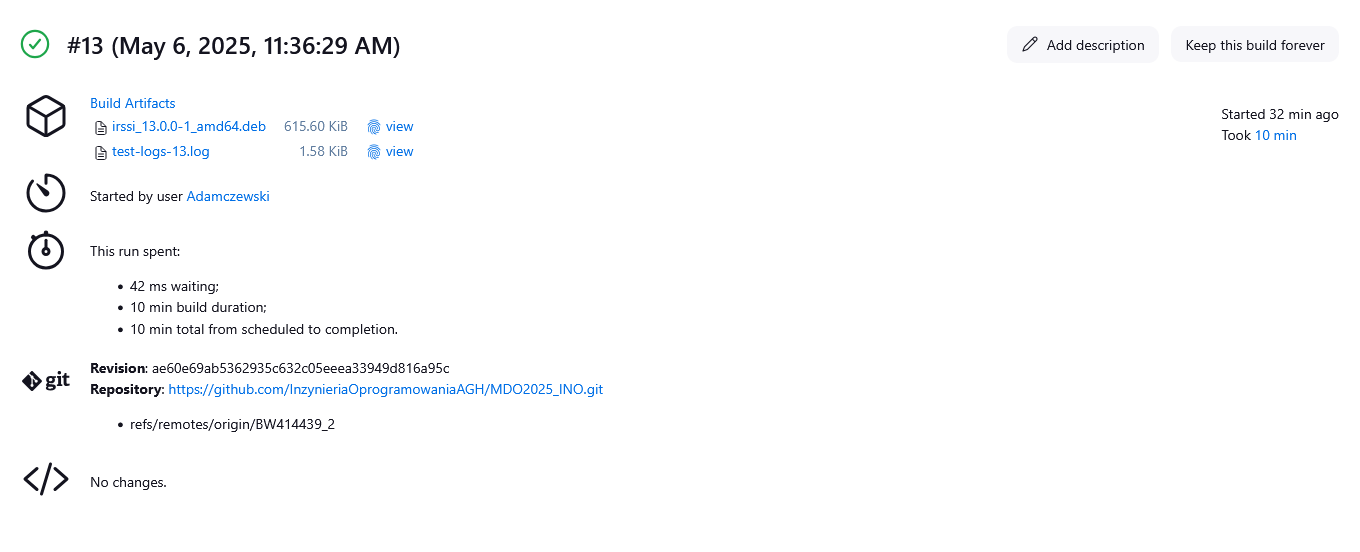 #13 (May 6, 2025, 11:36:29 AM)
Add description
Keep this build forever
Build Artifacts
irssi_13.0.0-1_amd64.deb 615.60 KiB view
test-logs-13.log 1.58 KiB view
Started 32 min ago
Took 10 min
Started by user Adamczewski
This run spent:
• 42 ms waiting;
• 10 min build duration;
• 10 min total from scheduled to completion.
git
Revision: ae60e69ab5362935c632c05eeea33949d816a95c
Repository: https://github.com/InzynieriaOprogramowaniaAGH/MDO2025_INO.git
• refs/remotes/origin/BW414439_2
No changes.